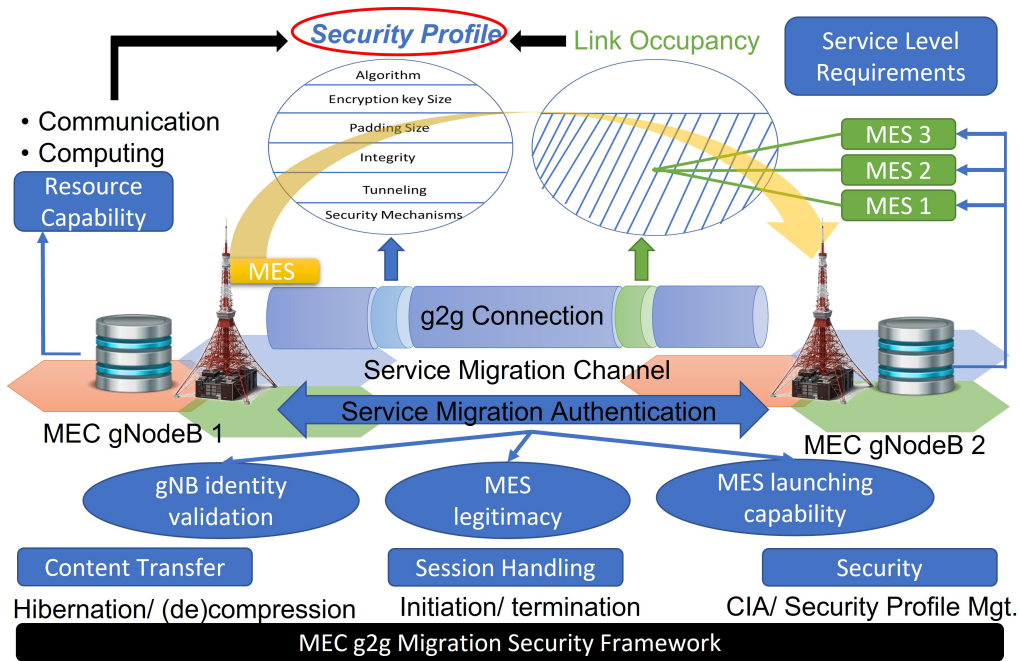 Security Profile
Link Occupancy
Service Level
Requirements
• Communication
• Computing
Resource
Capability
Algorithm
Encryption key Size
Padding Size
Integrity
Tunneling
Security Mechanisms
MES 3
MES 2
MES 1
MES
g2g Connection
Service Migration Channel
Service Migration Authentication
MEC gNodeB 1
MEC gNodeB 2
gNB identity
validation
MES
legitimacy
MES launching
capability
Content Transfer
Session Handling
Security
Hibernation/ (de)compression
Initiation/ termination
CIA/ Security Profile Mgt.
MEC g2g Migration Security Framework